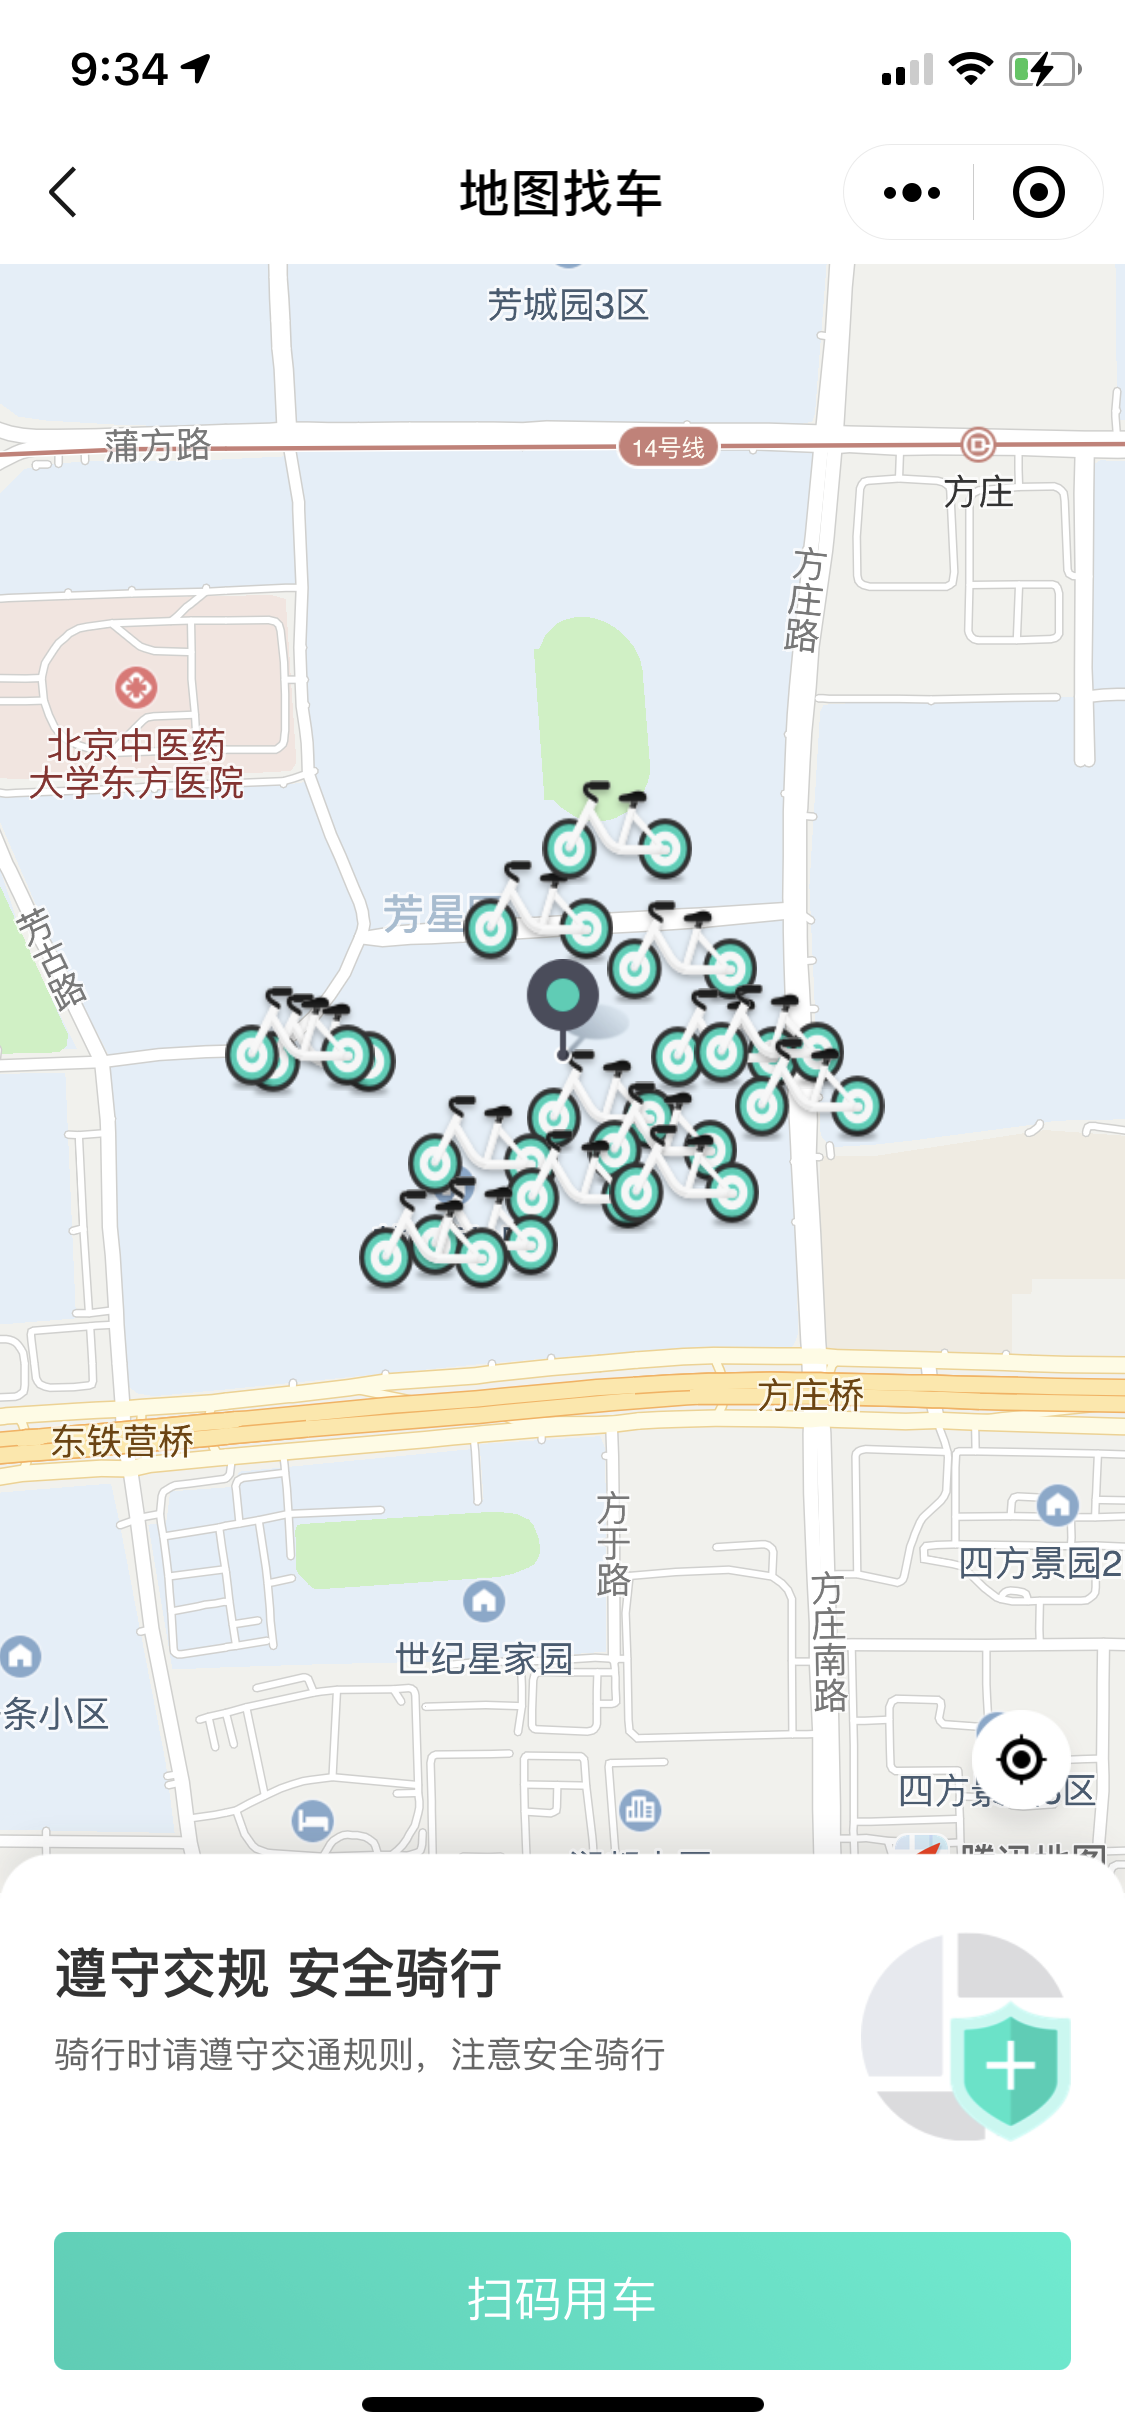 9:34
地图找车
芳城园3区
蒲方路
14号线
方庄
方庄路
北京中医药
大学东方医院
芳星
芳古路
方庄桥
东铁营桥
方于路
四方景园2
方庄南路
世纪星家园
条小区
四方景
区
腾讯地图
遵守交规 安全骑行
骑行时请遵守交通规则，注意安全骑行
扫码用车